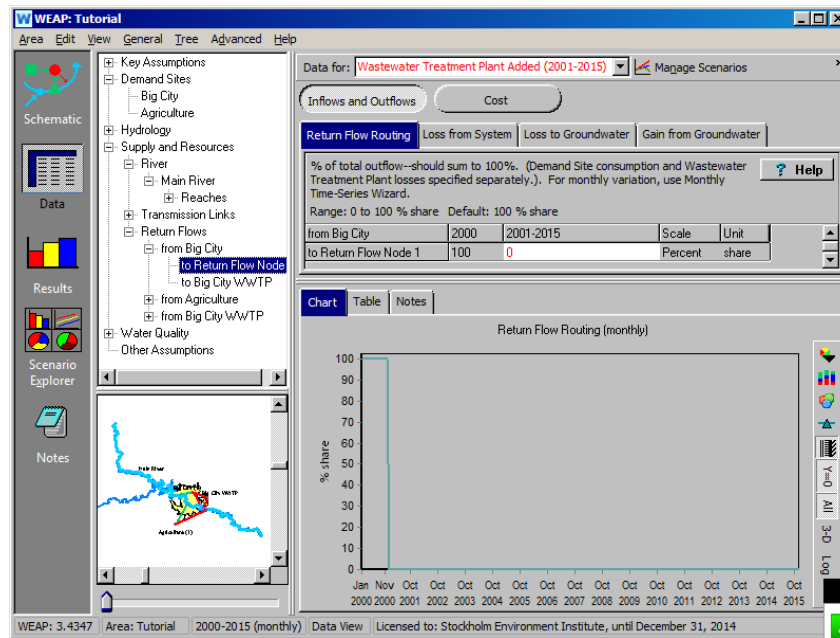 WEAP: Tutorial
Area Edit View General Tree Advanced Help
Schematic
Data
Results
Scenario
Explorer
Notes
Key Assumptions
Demand Sites
Big City
Agriculture
Hydrology
Supply and Resources
River
Main River
Reaches
Transmission Links
Return Flows
from Big City
to Return Flow Node
to Big City WWTP
from Agriculture
from Big City WWTP
Water Quality
Other Assumptions
Main River
Big City WWTP
Agriculture (1)
Data for: Wastewater Treatment Plant Added (2001-2015) Manage Scenarios
Inflows and Outflows Cost
Return Flow Routing Loss from System Loss to Groundwater Gain from Groundwater
% of total outflow--should sum to 100%. (Demand Site consumption and Wastewater
Treatment Plant losses specified separately.). For monthly variation, use Monthly
Time-Series Wizard.
? Help
Range: 0 to 100 % share Default: 100 % share
from Big City 2000 2001-2015 Scale Unit
to Return Flow Node 1 100 0 Percent share
Chart Table Notes
Return Flow Routing (monthly)
% share
100
90
80
70
60
50
40
30
20
10
0
Jan Nov Oct Oct Oct Oct Oct Oct Oct Oct Oct Oct Oct Oct Oct Oct Oct
2000 2000 2001 2002 2003 2004 2005 2006 2007 2008 2009 2010 2011 2012 2013 2014 2015
Y=0
All
3-D
Log
WEAP: 3.4347 Area: Tutorial 2000-2015 (monthly) Data View Licensed to: Stockholm Environment Institute, until December 31, 2014